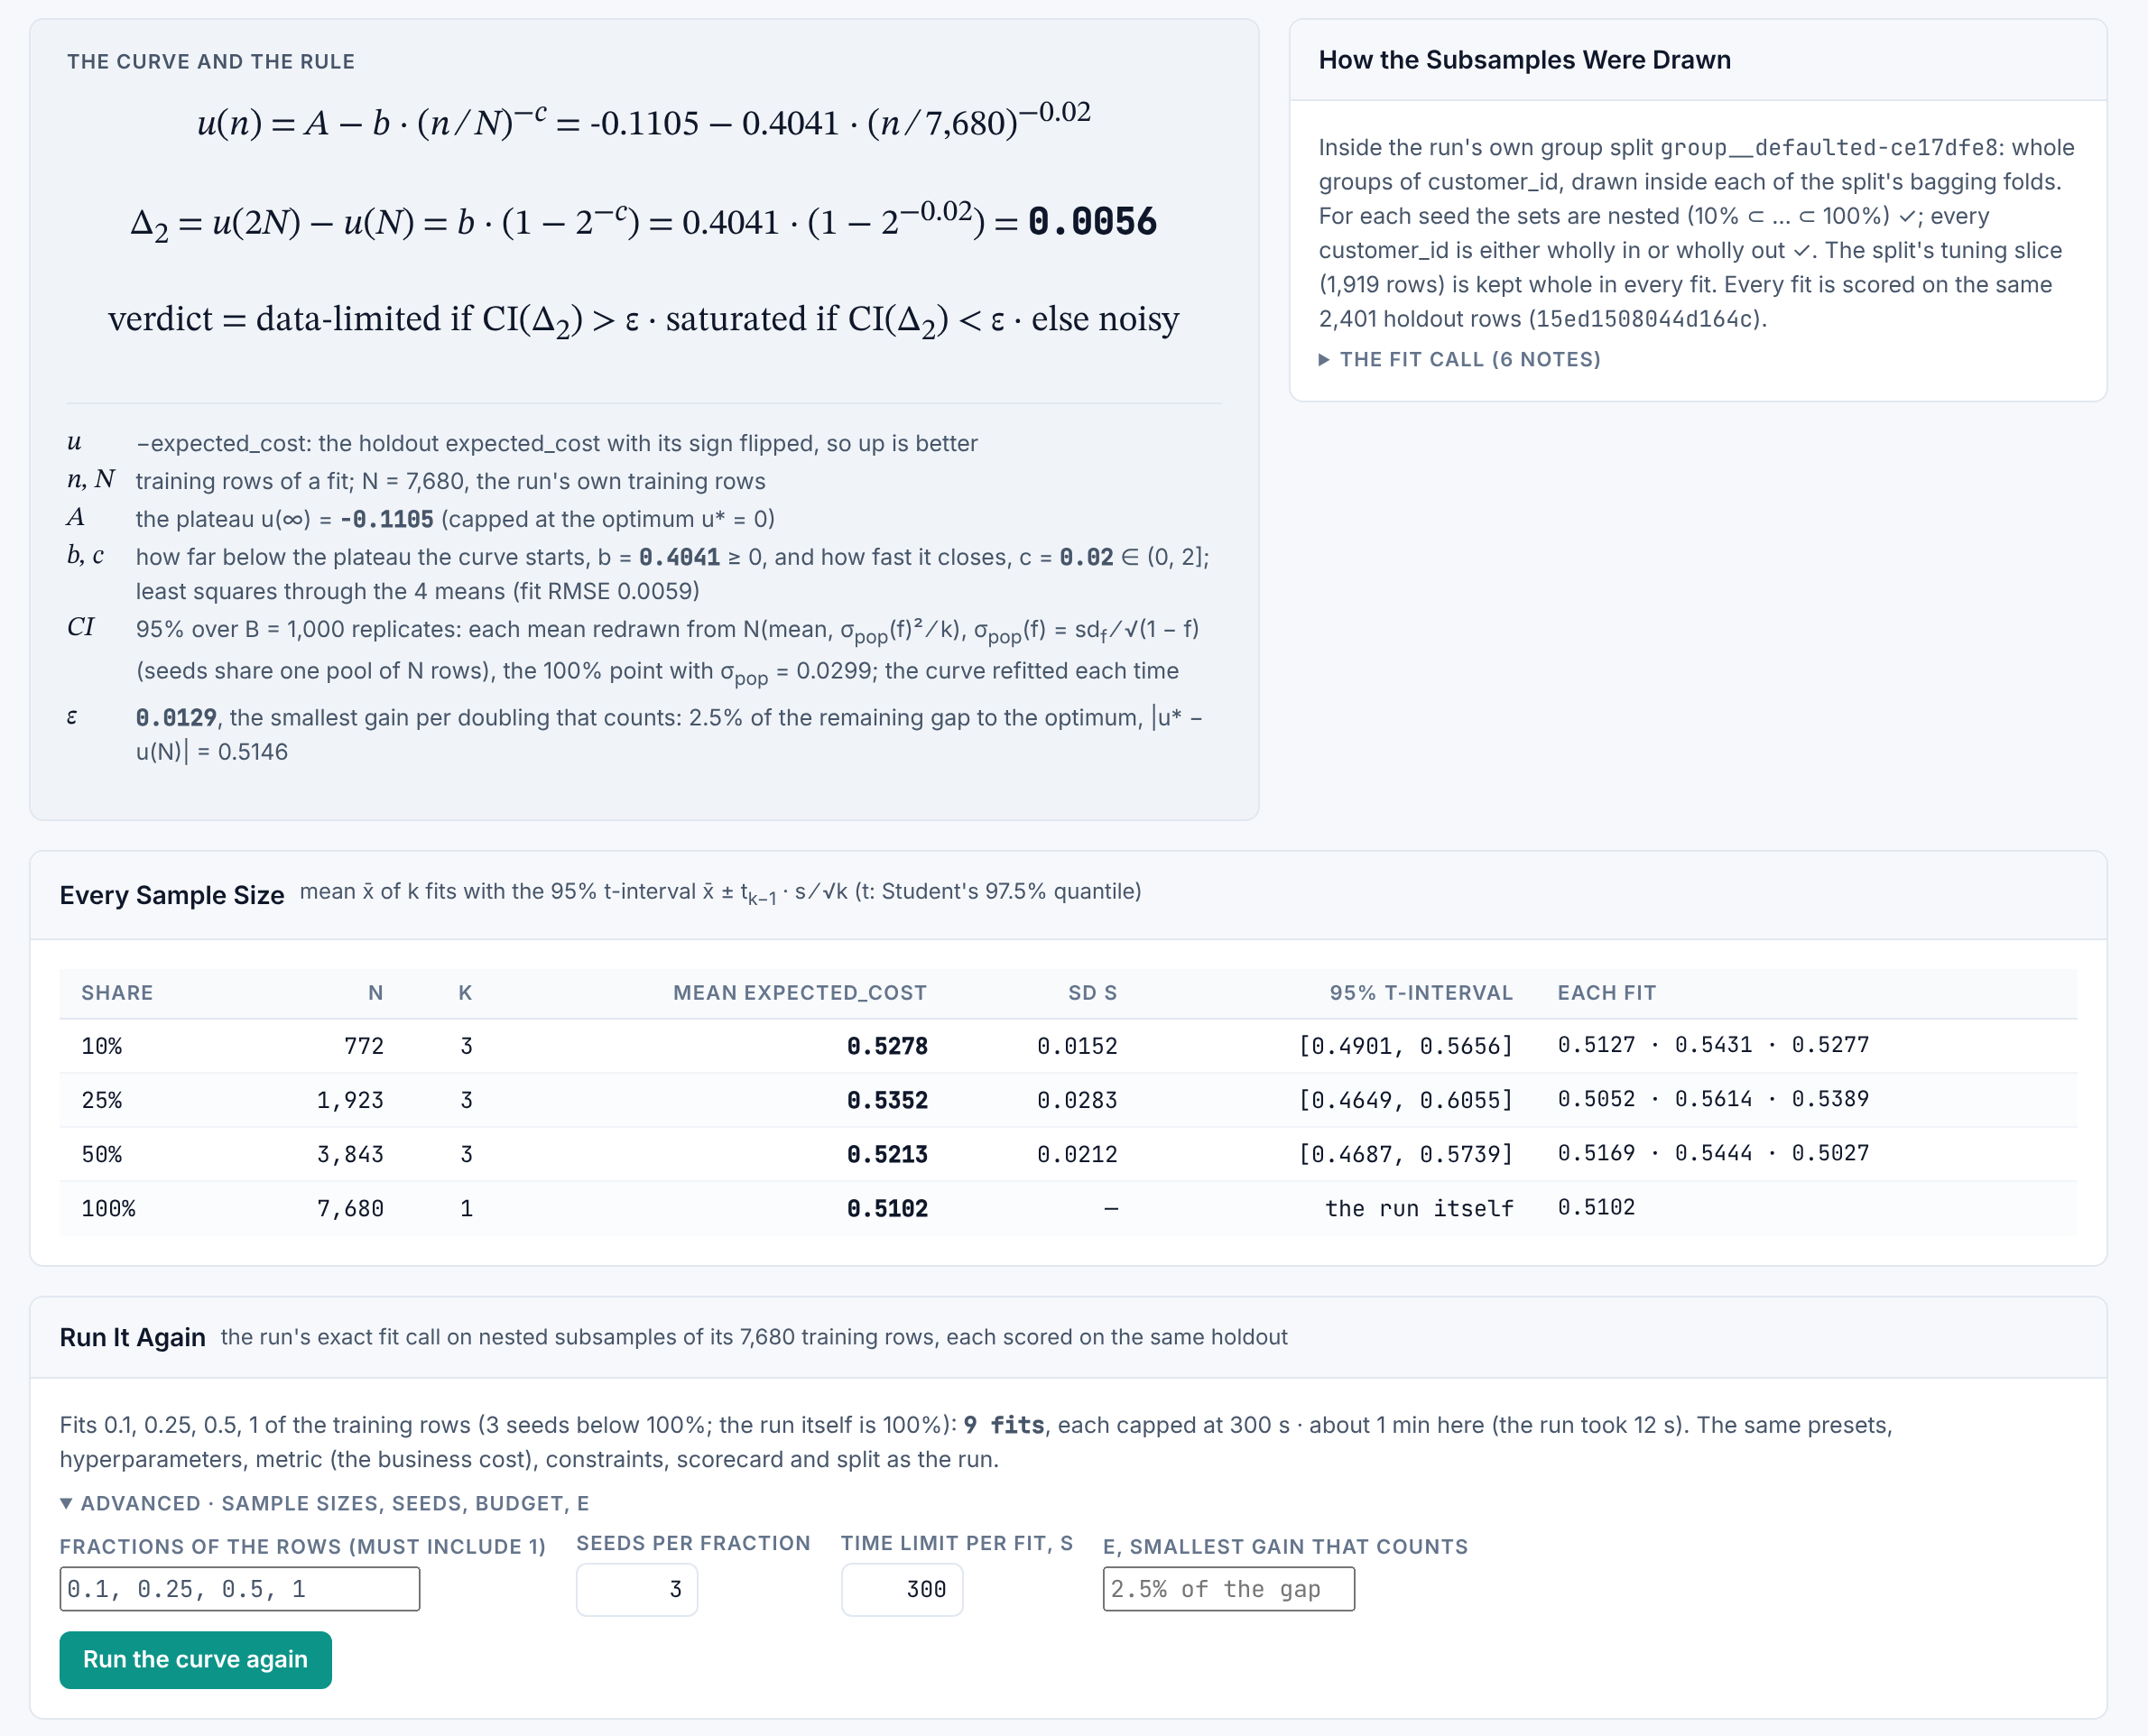 THE CURVE AND THE RULE
u(n) = A − b · (n/N)^−c = -0.1105 − 0.4041 · (n/7,680)^−0.02
Δ₂ = u(2N) − u(N) = b · (1 − 2^−c) = 0.4041 · (1 − 2^−0.02) = 0.0056
verdict = data-limited if CI(Δ₂) > ε · saturated if CI(Δ₂) < ε · else noisy
u −expected_cost: the holdout expected_cost with its sign flipped, so up is better
n, N training rows of a fit; N = 7,680, the run's own training rows
A the plateau u(∞) = -0.1105 (capped at the optimum u* = 0)
b, c how far below the plateau the curve starts, b = 0.4041 ≥ 0, and how fast it closes, c = 0.02 ∈ (0, 2];
least squares through the 4 means (fit RMSE 0.0059)
CI 95% over B = 1,000 replicates: each mean redrawn from N(mean, σ_pop(f)²/k), σ_pop(f) = sd_f/√(1 − f)
(seeds share one pool of N rows), the 100% point with σ_pop = 0.0299; the curve refitted each time
ε 0.0129, the smallest gain per doubling that counts: 2.5% of the remaining gap to the optimum, |u* −
u(N)| = 0.5146
How the Subsamples Were Drawn
Inside the run's own group split group__defaulted-ce17dfe8: whole
groups of customer_id, drawn inside each of the split's bagging folds.
For each seed the sets are nested (10% ⊂ … ⊂ 100%) ✓; every
customer_id is either wholly in or wholly out ✓. The split's tuning slice
(1,919 rows) is kept whole in every fit. Every fit is scored on the same
2,401 holdout rows (15ed1508044d164c).
▶ THE FIT CALL (6 NOTES)
Every Sample Size mean x̄ of k fits with the 95% t-interval x̄ ± t_k−1 · s/√k (t: Student's 97.5% quantile)
SHARE N K MEAN EXPECTED_COST SD S 95% T-INTERVAL EACH FIT
10% 772 3 0.5278 0.0152 [0.4901, 0.5656] 0.5127 · 0.5431 · 0.5277
25% 1,923 3 0.5352 0.0283 [0.4649, 0.6055] 0.5052 · 0.5614 · 0.5389
50% 3,843 3 0.5213 0.0212 [0.4687, 0.5739] 0.5169 · 0.5444 · 0.5027
100% 7,680 1 0.5102 — the run itself 0.5102
Run It Again the run's exact fit call on nested subsamples of its 7,680 training rows, each scored on the same holdout
Fits 0.1, 0.25, 0.5, 1 of the training rows (3 seeds below 100%; the run itself is 100%): 9 fits, each capped at 300 s · about 1 min here (the run took 12 s). The same presets,
hyperparameters, metric (the business cost), constraints, scorecard and split as the run.
▼ ADVANCED · SAMPLE SIZES, SEEDS, BUDGET, Ε
FRACTIONS OF THE ROWS (MUST INCLUDE 1) SEEDS PER FRACTION TIME LIMIT PER FIT, S Ε, SMALLEST GAIN THAT COUNTS
0.1, 0.25, 0.5, 1 3 300 2.5% of the gap
Run the curve again